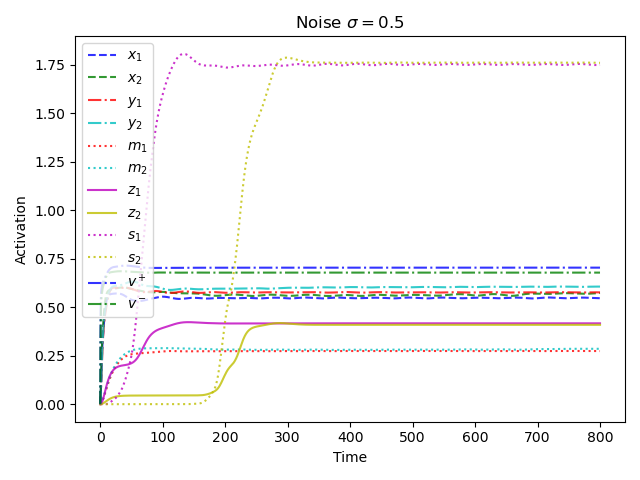 Noise σ = 0.5
x₁
x₂
y₁
y₂
m₁
m₂
z₁
z₂
s₁
s₂
v⁺
v⁻
Activation
1.75
1.50
1.25
1.00
0.75
0.50
0.25
0.00
0 100 200 300 400 500 600 700 800
Time